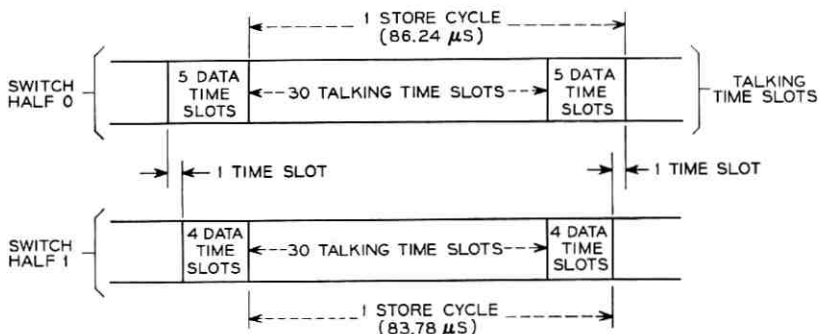 1 STORE CYCLE
(86.24 μS)
SWITCH
HALF 0
5 DATA
TIME
SLOTS
30 TALKING TIME SLOTS
5 DATA
TIME
SLOTS
TALKING
TIME SLOTS
1 TIME SLOT
1 TIME SLOT
SWITCH
HALF 1
4 DATA
TIME
SLOTS
30 TALKING TIME SLOTS
4 DATA
TIME
SLOTS
1 STORE CYCLE
(83.78 μS)